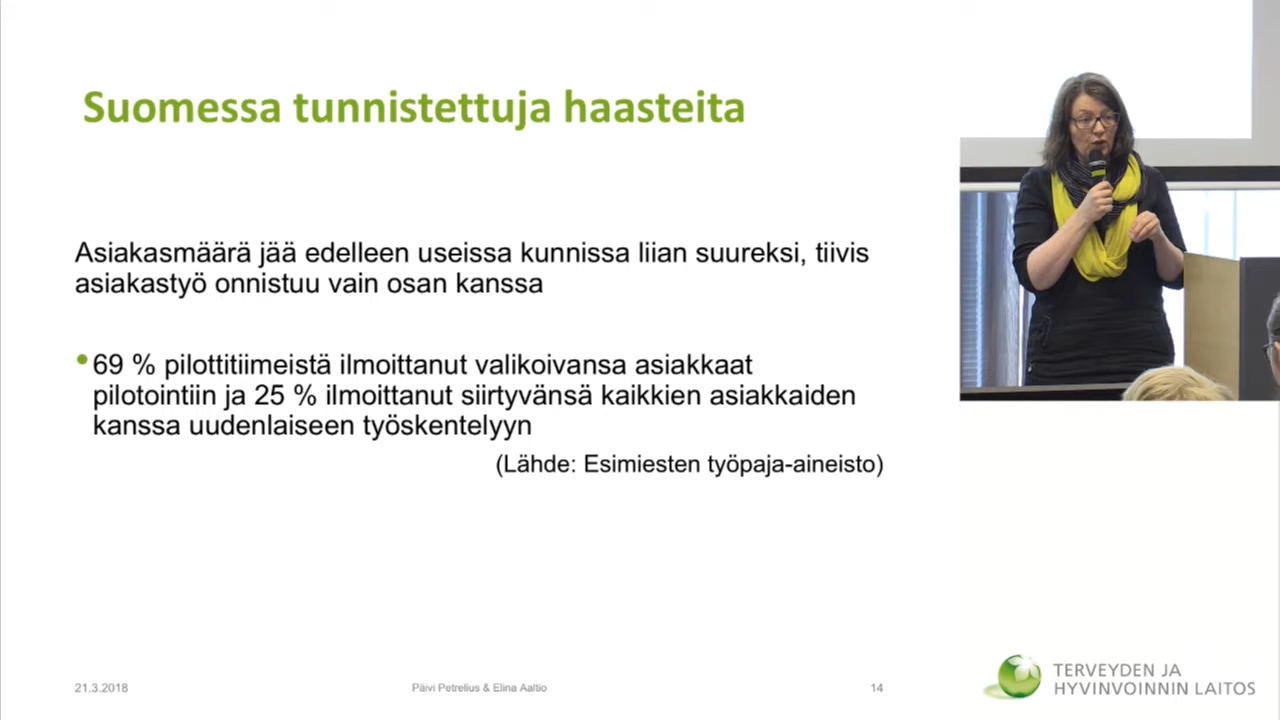 Suomessa tunnistettuja haasteita
Asiakasmäärä jää edelleen useissa kunnissa liian suureksi, tiivis
asiakastyö onnistuu vain osan kanssa
•69 % pilottitiimeistä ilmoittanut valikoivansa asiakkaat
pilotointiin ja 25 % ilmoittanut siirtyvänsä kaikkien asiakkaiden
kanssa uudenlaiseen työskentelyyn
(Lähde: Esimiesten työpaja-aineisto)
21.3.2018
Päivi Petrelius & Elina Aaltio
14
TERVEYDEN JA
HYVINVOINNIN LAITOS